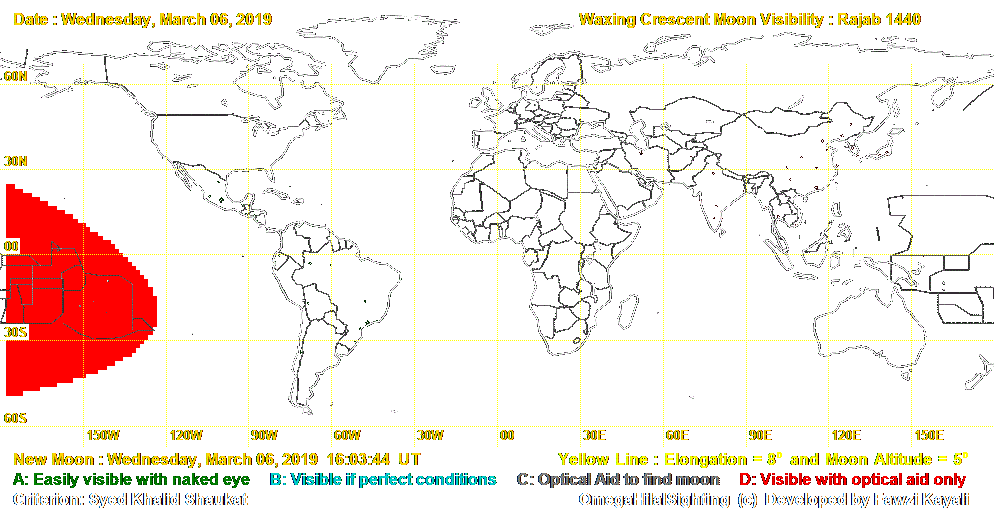 Date : Wednesday, March 06, 2019 Waxing Crescent Moon Visibility : Rajab 1440
60N
30N
00
30S
60S
150W 120W 90W 60W 30W 00 30E 60E 90E 120E 150E
New Moon : Wednesday, March 06, 2019 16:03:44 UT Yellow Line : Elongation = 8° and Moon Altitude = 5°
A: Easily visible with naked eye B: Visible if perfect conditions C: Optical Aid to find moon D: Visible with optical aid only
Criterion: Syed Khalid Shaukat OmegaHilalSighting (c) Developed by Fawzi Kayali